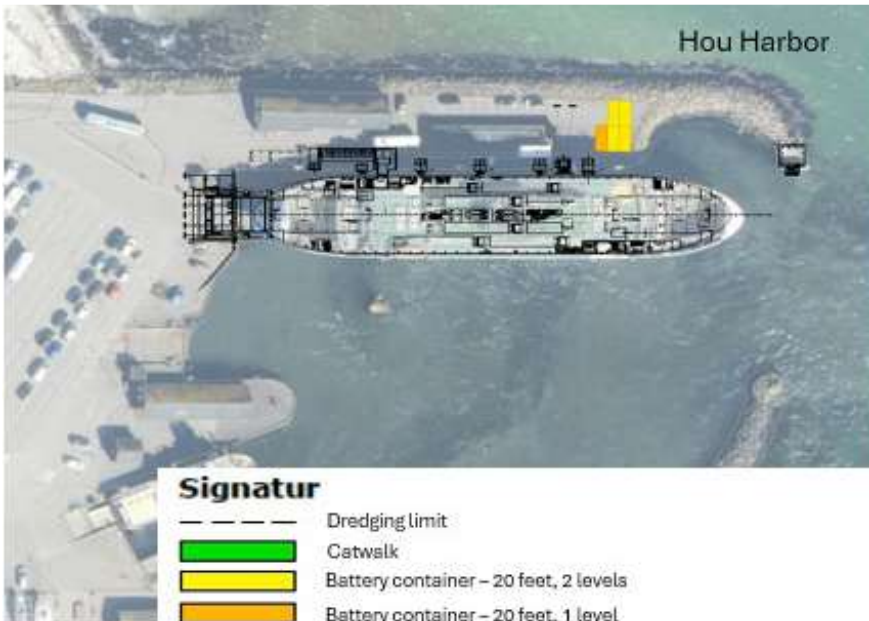 Hou Harbor
Signatur
Dredging limit
Catwalk
Battery container – 20 feet, 2 levels
Battery container – 20 feet, 1 level